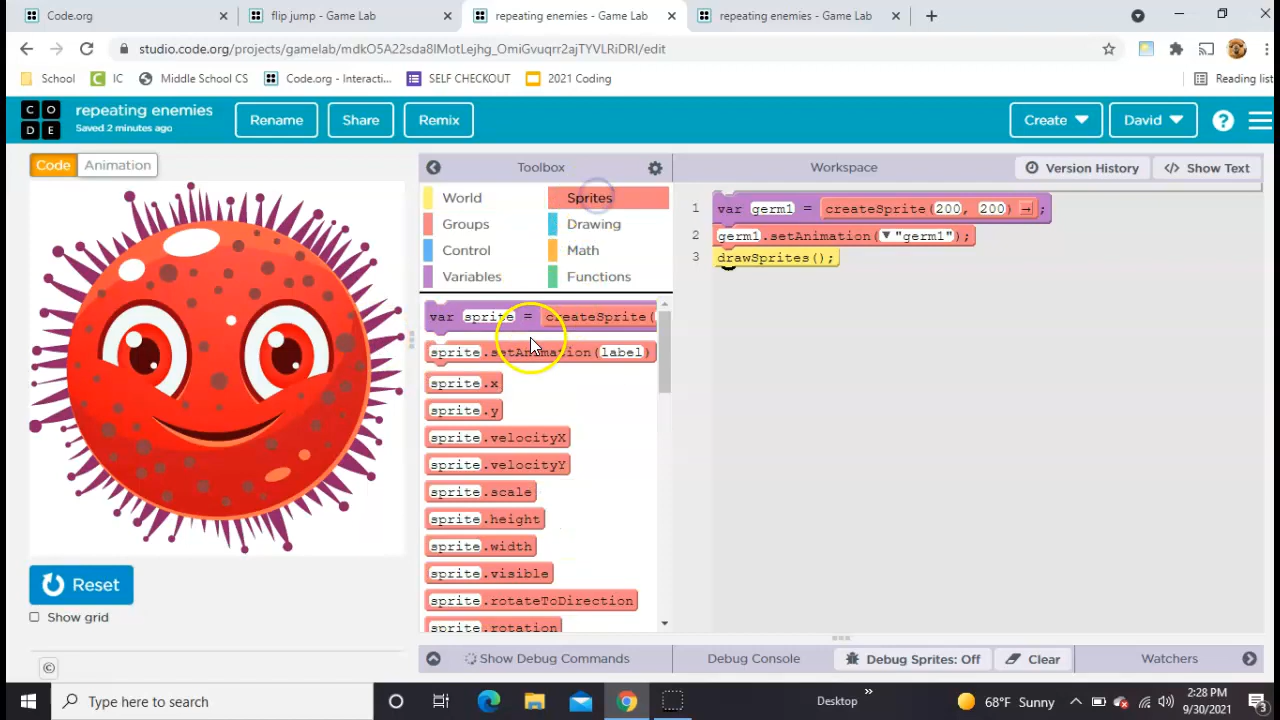 Code.org
flip jump - Game Lab
repeating enemies - Game Lab
repeating enemies - Game Lab
studio.code.org/projects/gamelab/mdkO5A22sda8lMotLejhg_OmiGvuqrr2ajTYVLRiDRI/edit
School
IC
Middle School CS
Code.org - Interacti...
SELF CHECKOUT
2021 Coding
Reading list
CODE
repeating enemies
Saved 2 minutes ago
Rename
Share
Remix
Create
David
?
Code
Animation
Toolbox
Workspace
Version History
</> Show Text
World
Sprites
Groups
Drawing
Control
Math
Variables
Functions
var sprite = createSprite(
sprite.setAnimation(label)
sprite.x
sprite.y
sprite.velocityX
sprite.velocityY
sprite.scale
sprite.height
sprite.width
sprite.visible
sprite.rotateToDirection
sprite.rotation
1 var germ1 = createSprite(200, 200);
2 germ1.setAnimation("germ1");
3 drawSprites();
Reset
Show grid
©
Show Debug Commands
Debug Console
Debug Sprites: Off
Clear
Watchers
Type here to search
Desktop
68°F Sunny
2:28 PM
9/30/2021
3